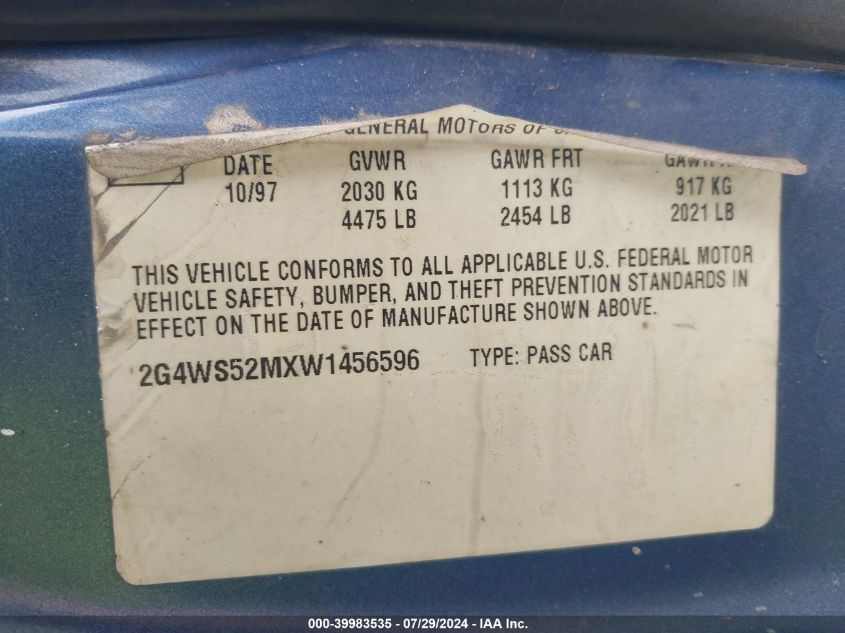 GENERAL MOTORS OF
DATE GVWR GAWR FRT GAWR
10/97 2030 KG 1113 KG 917 KG
4475 LB 2454 LB 2021 LB
THIS VEHICLE CONFORMS TO ALL APPLICABLE U.S. FEDERAL MOTOR
VEHICLE SAFETY, BUMPER, AND THEFT PREVENTION STANDARDS IN
EFFECT ON THE DATE OF MANUFACTURE SHOWN ABOVE.
2G4WS52MXW1456596 TYPE: PASS CAR
000-39983535 - 07/29/2024 - IAA Inc.